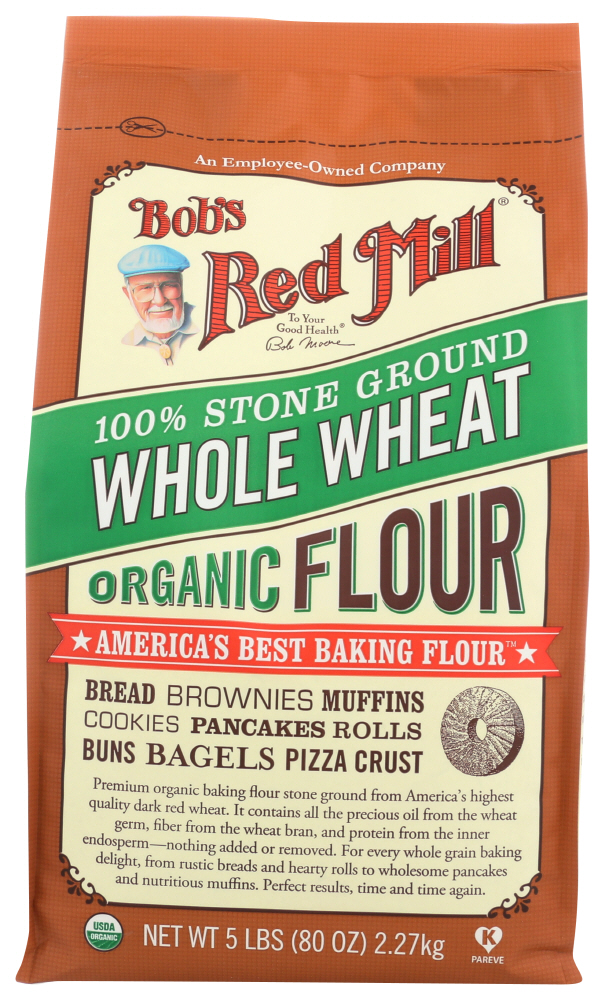 An Employee-Owned Company
Bob's
Red Mill®
To Your
Good Health®
Bob Moore
100% STONE GROUND
WHOLE WHEAT
ORGANIC FLOUR
★ AMERICA'S BEST BAKING FLOUR™ ★
BREAD BROWNIES MUFFINS
COOKIES PANCAKES ROLLS
BUNS BAGELS PIZZA CRUST
Premium organic baking flour stone ground from America's highest
quality dark red wheat. It contains all the precious oil from the wheat
germ, fiber from the wheat bran, and protein from the inner
endosperm—nothing added or removed. For every whole grain baking
delight, from rustic breads and hearty rolls to wholesome pancakes
and nutritious muffins. Perfect results, time and time again.
USDA
ORGANIC
NET WT 5 LBS (80 OZ) 2.27kg
K
PAREVE